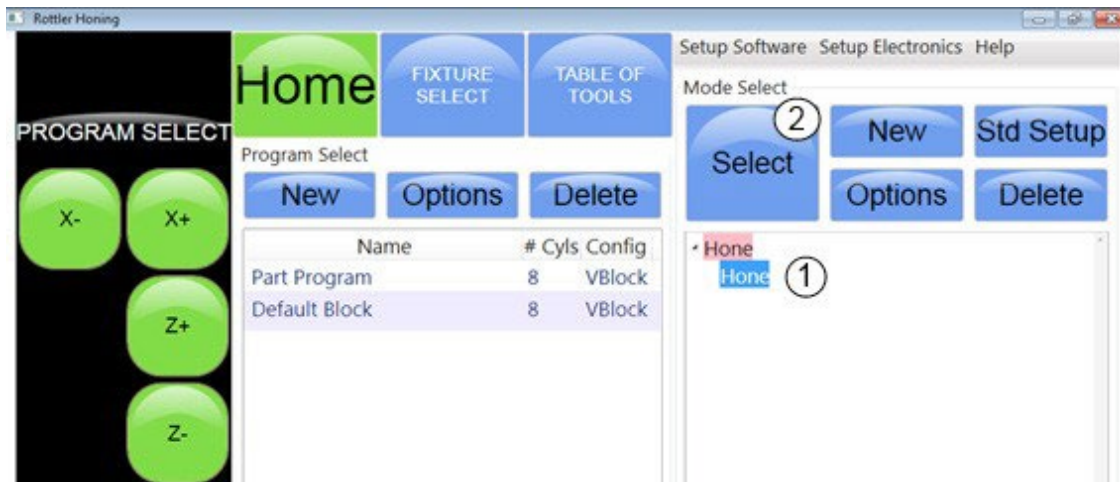 Rottler Honing
PROGRAM SELECT
X-
X+
Z+
Z-
Home
FIXTURE
SELECT
TABLE OF
TOOLS
Program Select
New
Options
Delete
Name # Cyls Config
Part Program 8 VBlock
Default Block 8 VBlock
Setup Software Setup Electronics Help
Mode Select
Select
2
New
Std Setup
Options
Delete
Hone
Hone
1